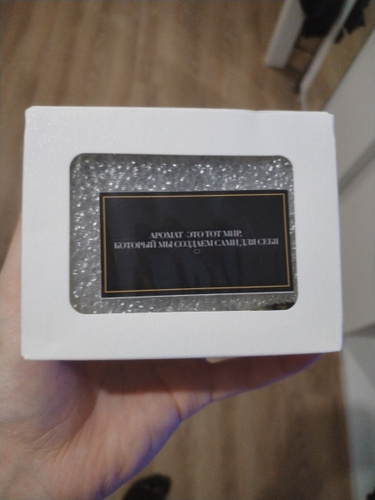 АРОМАТ ЭТО ТОТ МИР,
КОТОРЫЙ МЫ СОЗДАЕМ САМИ ДЛЯ СЕБЯ